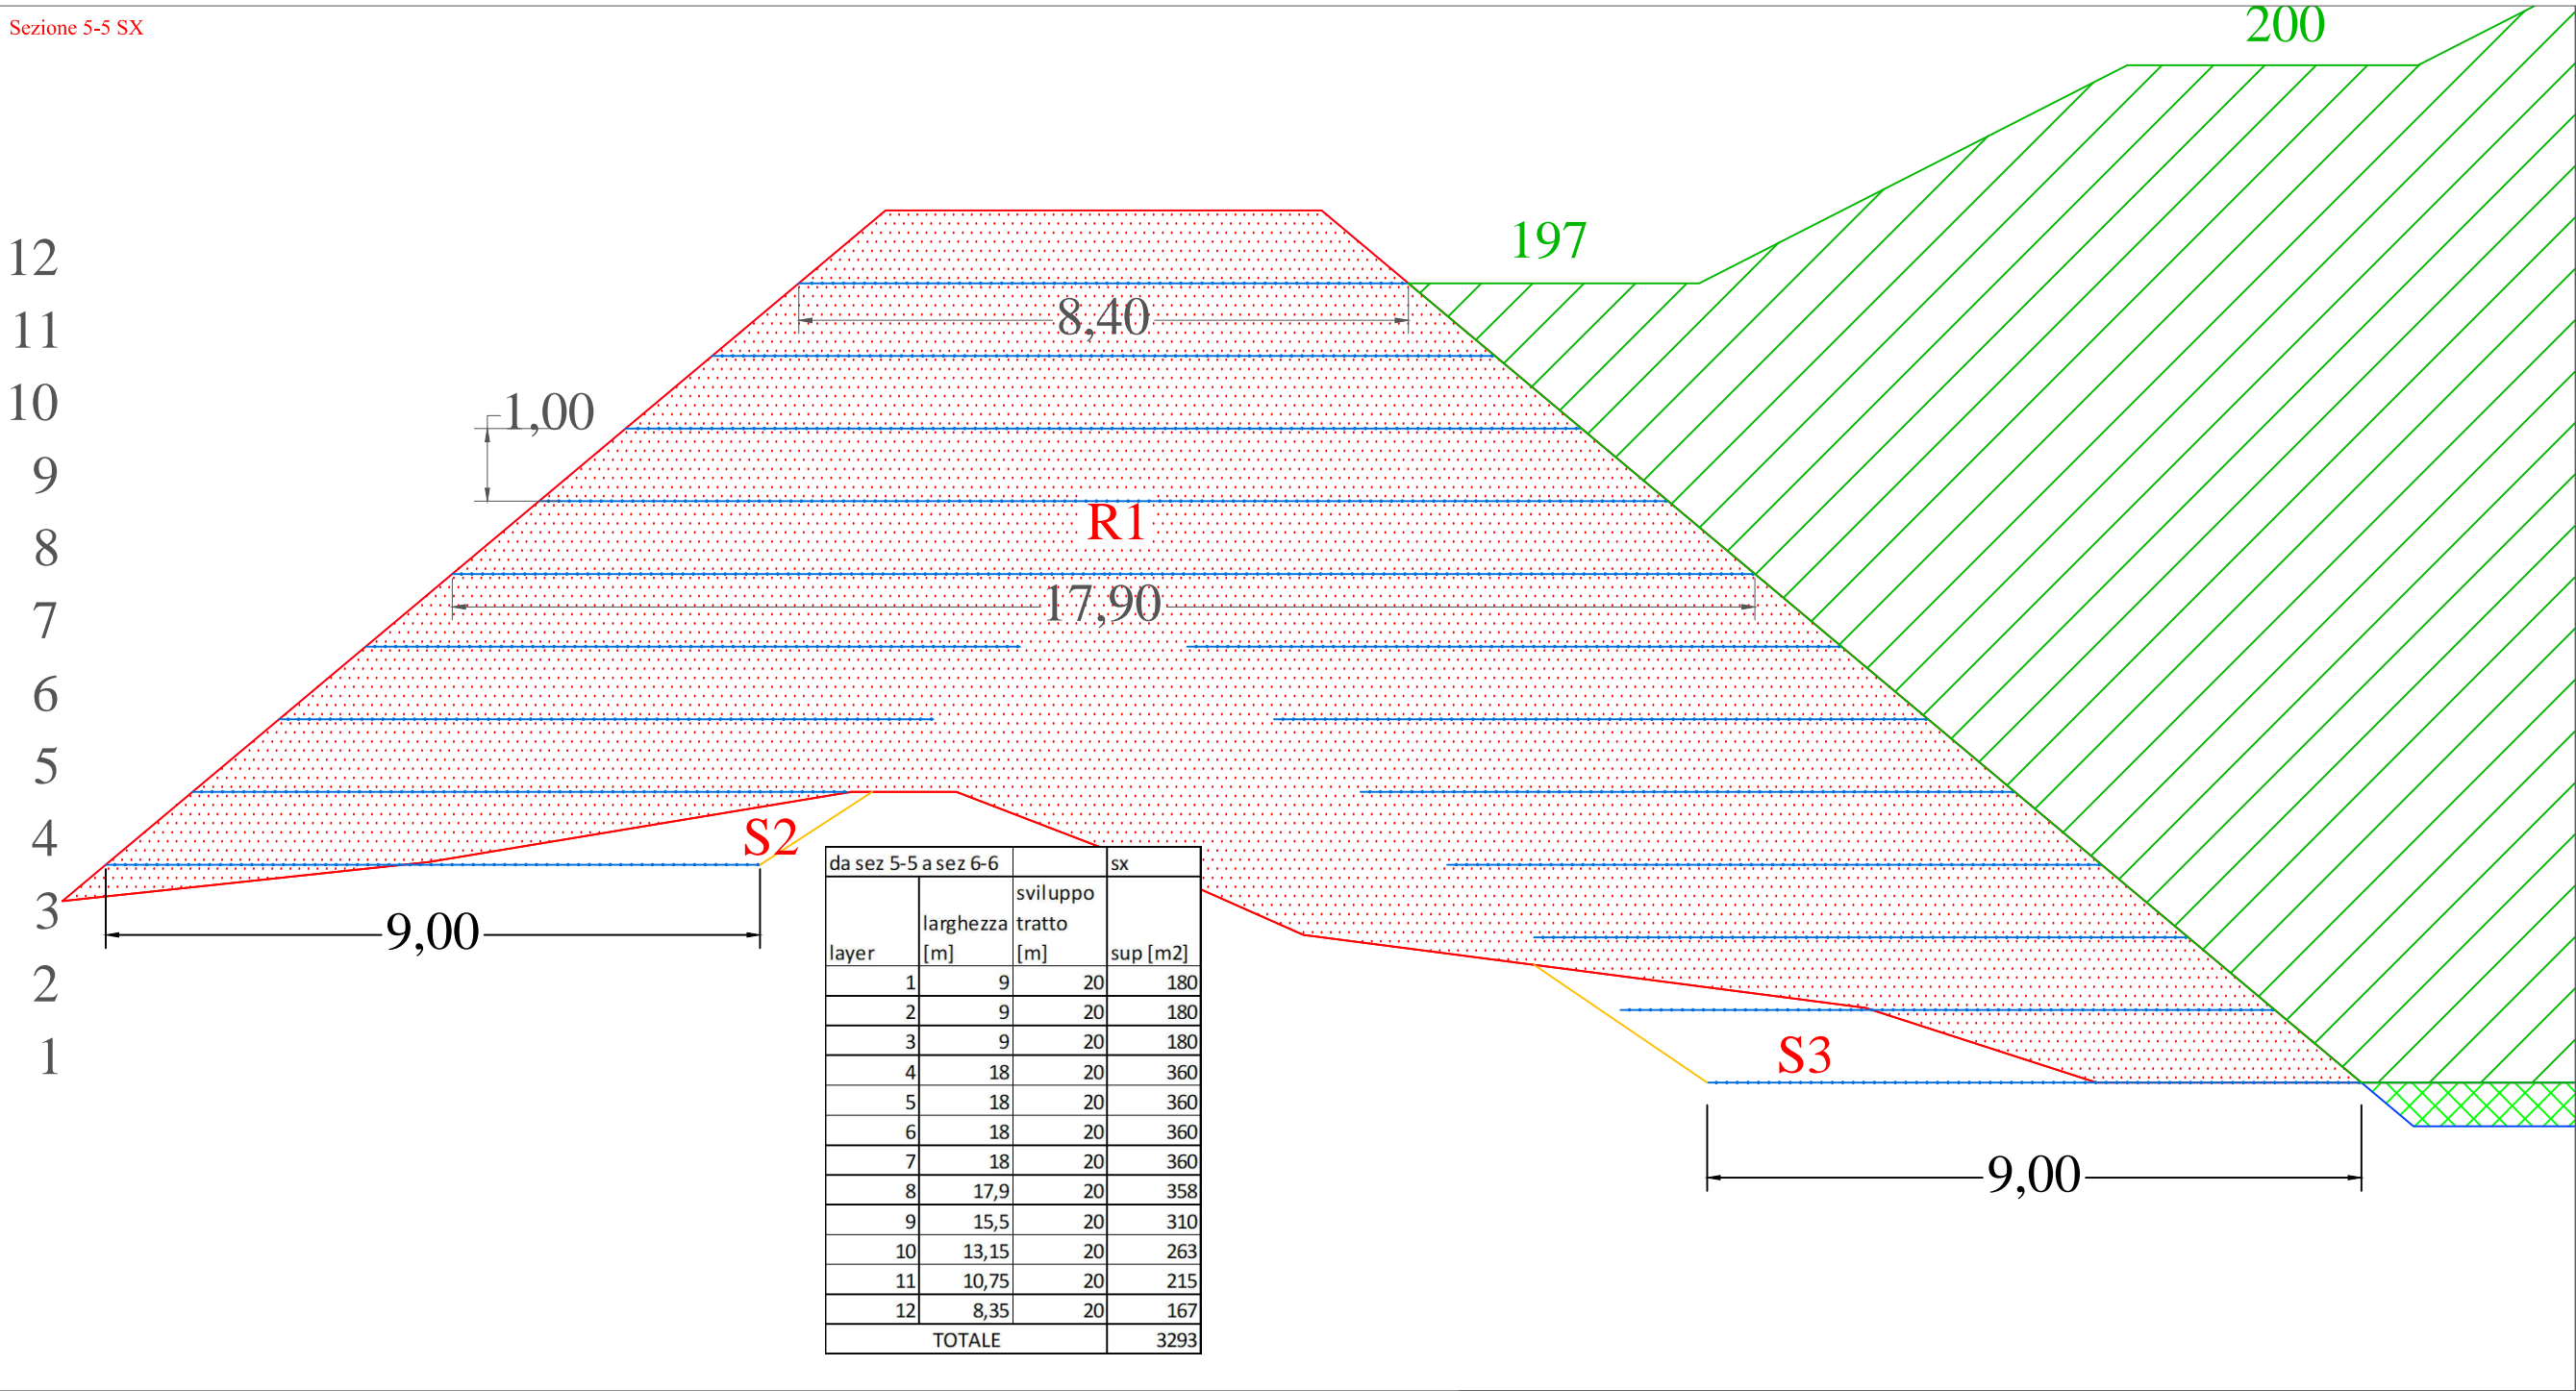 Sezione 5-5 SX
200
197
12
11
10
9
8
7
6
5
4
3
2
1
8,40
1,00
R1
17,90
S2
9,00
S3
9,00
da sez 5-5 a sez 6-6 sx
layer larghezza [m] sviluppo tratto [m] sup [m2]
1 9 20 180
2 9 20 180
3 9 20 180
4 18 20 360
5 18 20 360
6 18 20 360
7 18 20 360
8 17,9 20 358
9 15,5 20 310
10 13,15 20 263
11 10,75 20 215
12 8,35 20 167
TOTALE 3293